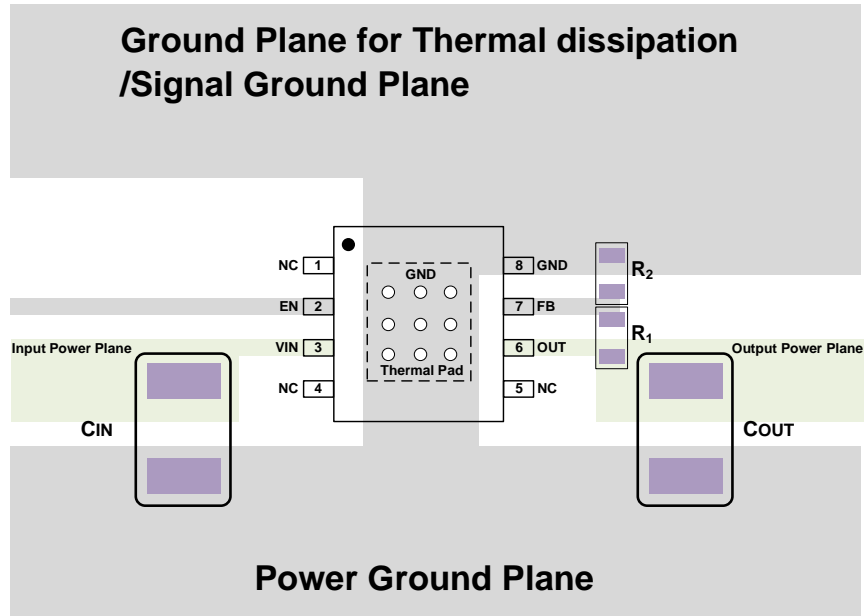 Ground Plane for Thermal dissipation
/Signal Ground Plane
NC 1
8 GND
GND
R2
EN 2
7 FB
R1
Input Power Plane
VIN 3
6 OUT
Output Power Plane
Thermal Pad
NC 4
5 NC
CIN
COUT
Power Ground Plane